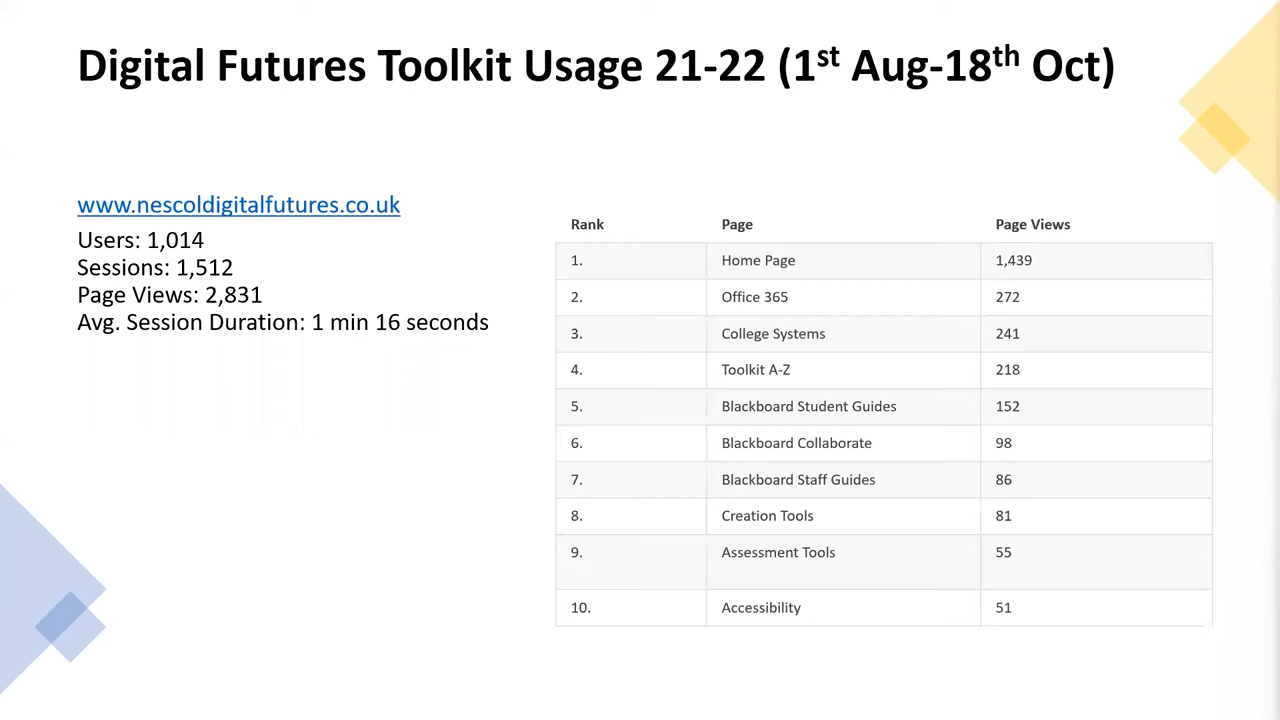 Digital Futures Toolkit Usage 21-22 (1st Aug-18th Oct)
www.nescoldigitalfutures.co.uk
Users: 1,014
Sessions: 1,512
Page Views: 2,831
Avg. Session Duration: 1 min 16 seconds
Rank Page Page Views
1. Home Page 1,439
2. Office 365 272
3. College Systems 241
4. Toolkit A-Z 218
5. Blackboard Student Guides 152
6. Blackboard Collaborate 98
7. Blackboard Staff Guides 86
8. Creation Tools 81
9. Assessment Tools 55
10. Accessibility 51